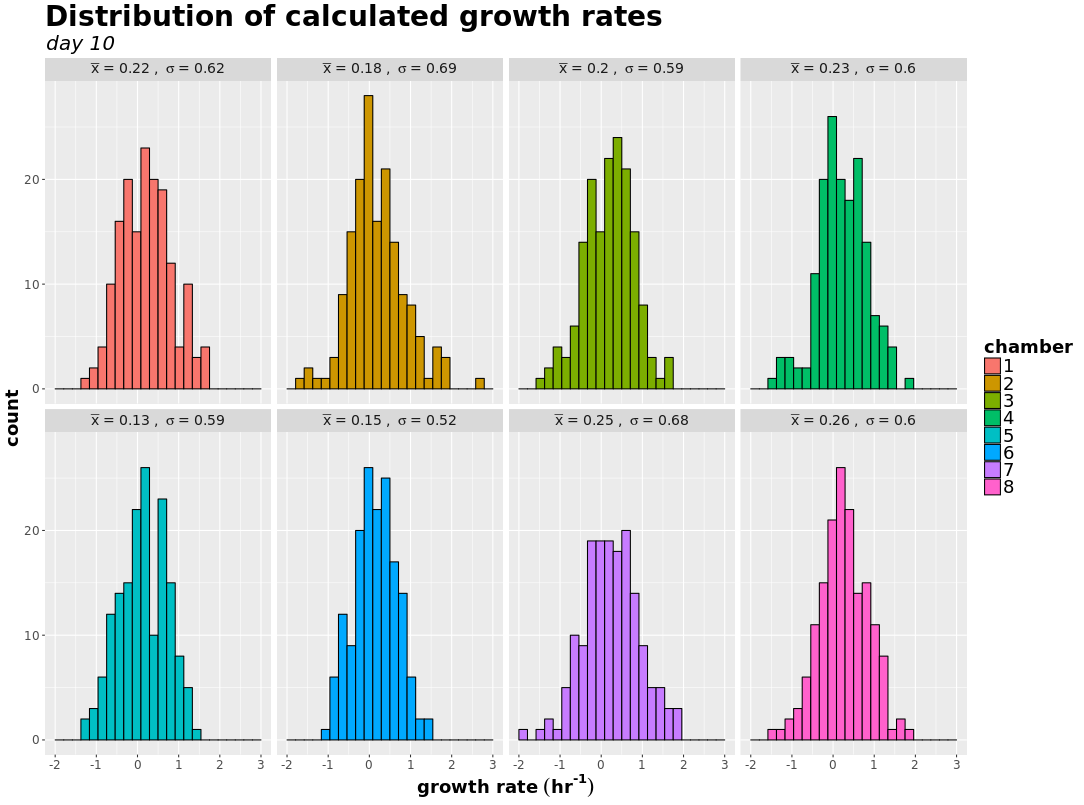 Distribution of calculated growth rates
day 10
x̅ = 0.22 , σ = 0.62
x̅ = 0.18 , σ = 0.69
x̅ = 0.2 , σ = 0.59
x̅ = 0.23 , σ = 0.6
20
10
0
x̅ = 0.13 , σ = 0.59
x̅ = 0.15 , σ = 0.52
x̅ = 0.25 , σ = 0.68
x̅ = 0.26 , σ = 0.6
20
10
0
-2 -1 0 1 2 3
-2 -1 0 1 2 3
-2 -1 0 1 2 3
-2 -1 0 1 2 3
growth rate (hr⁻¹)
count
chamber
1
2
3
4
5
6
7
8